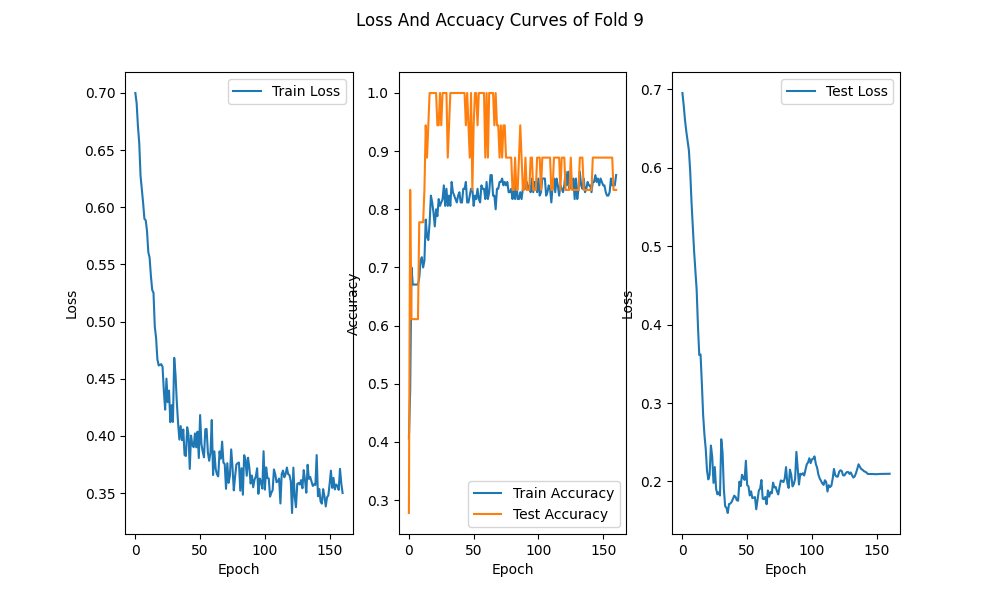 Loss And Accuacy Curves of Fold 9
Train Loss
0.70
0.65
0.60
0.55
0.50
0.45
0.40
0.35
Loss
0 50 100 150
Epoch
1.0
0.9
0.8
0.7
0.6
0.5
0.4
0.3
Accuracy
Train Accuracy
Test Accuracy
0 50 100 150
Epoch
Test Loss
0.7
0.6
0.5
0.4
0.3
0.2
Loss
0 50 100 150
Epoch